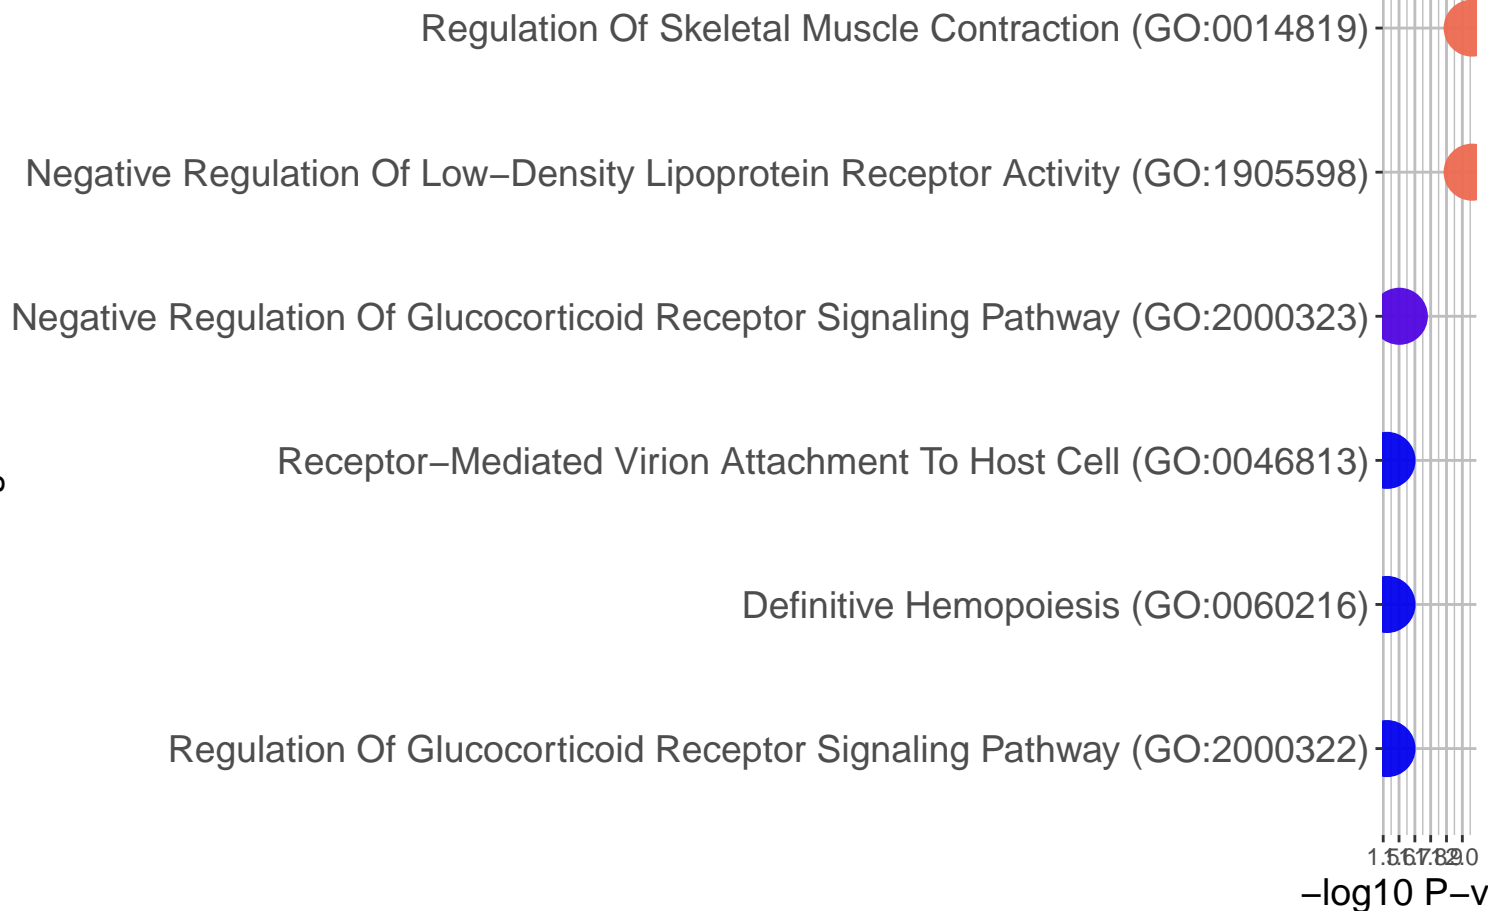 Regulation Of Skeletal Muscle Contraction (GO:0014819)
Negative Regulation Of Low−Density Lipoprotein Receptor Activity (GO:1905598)
Negative Regulation Of Glucocorticoid Receptor Signaling Pathway (GO:2000323)
Receptor−Mediated Virion Attachment To Host Cell (GO:0046813)
Definitive Hemopoiesis (GO:0060216)
Regulation Of Glucocorticoid Receptor Signaling Pathway (GO:2000322)
−log10 P−v